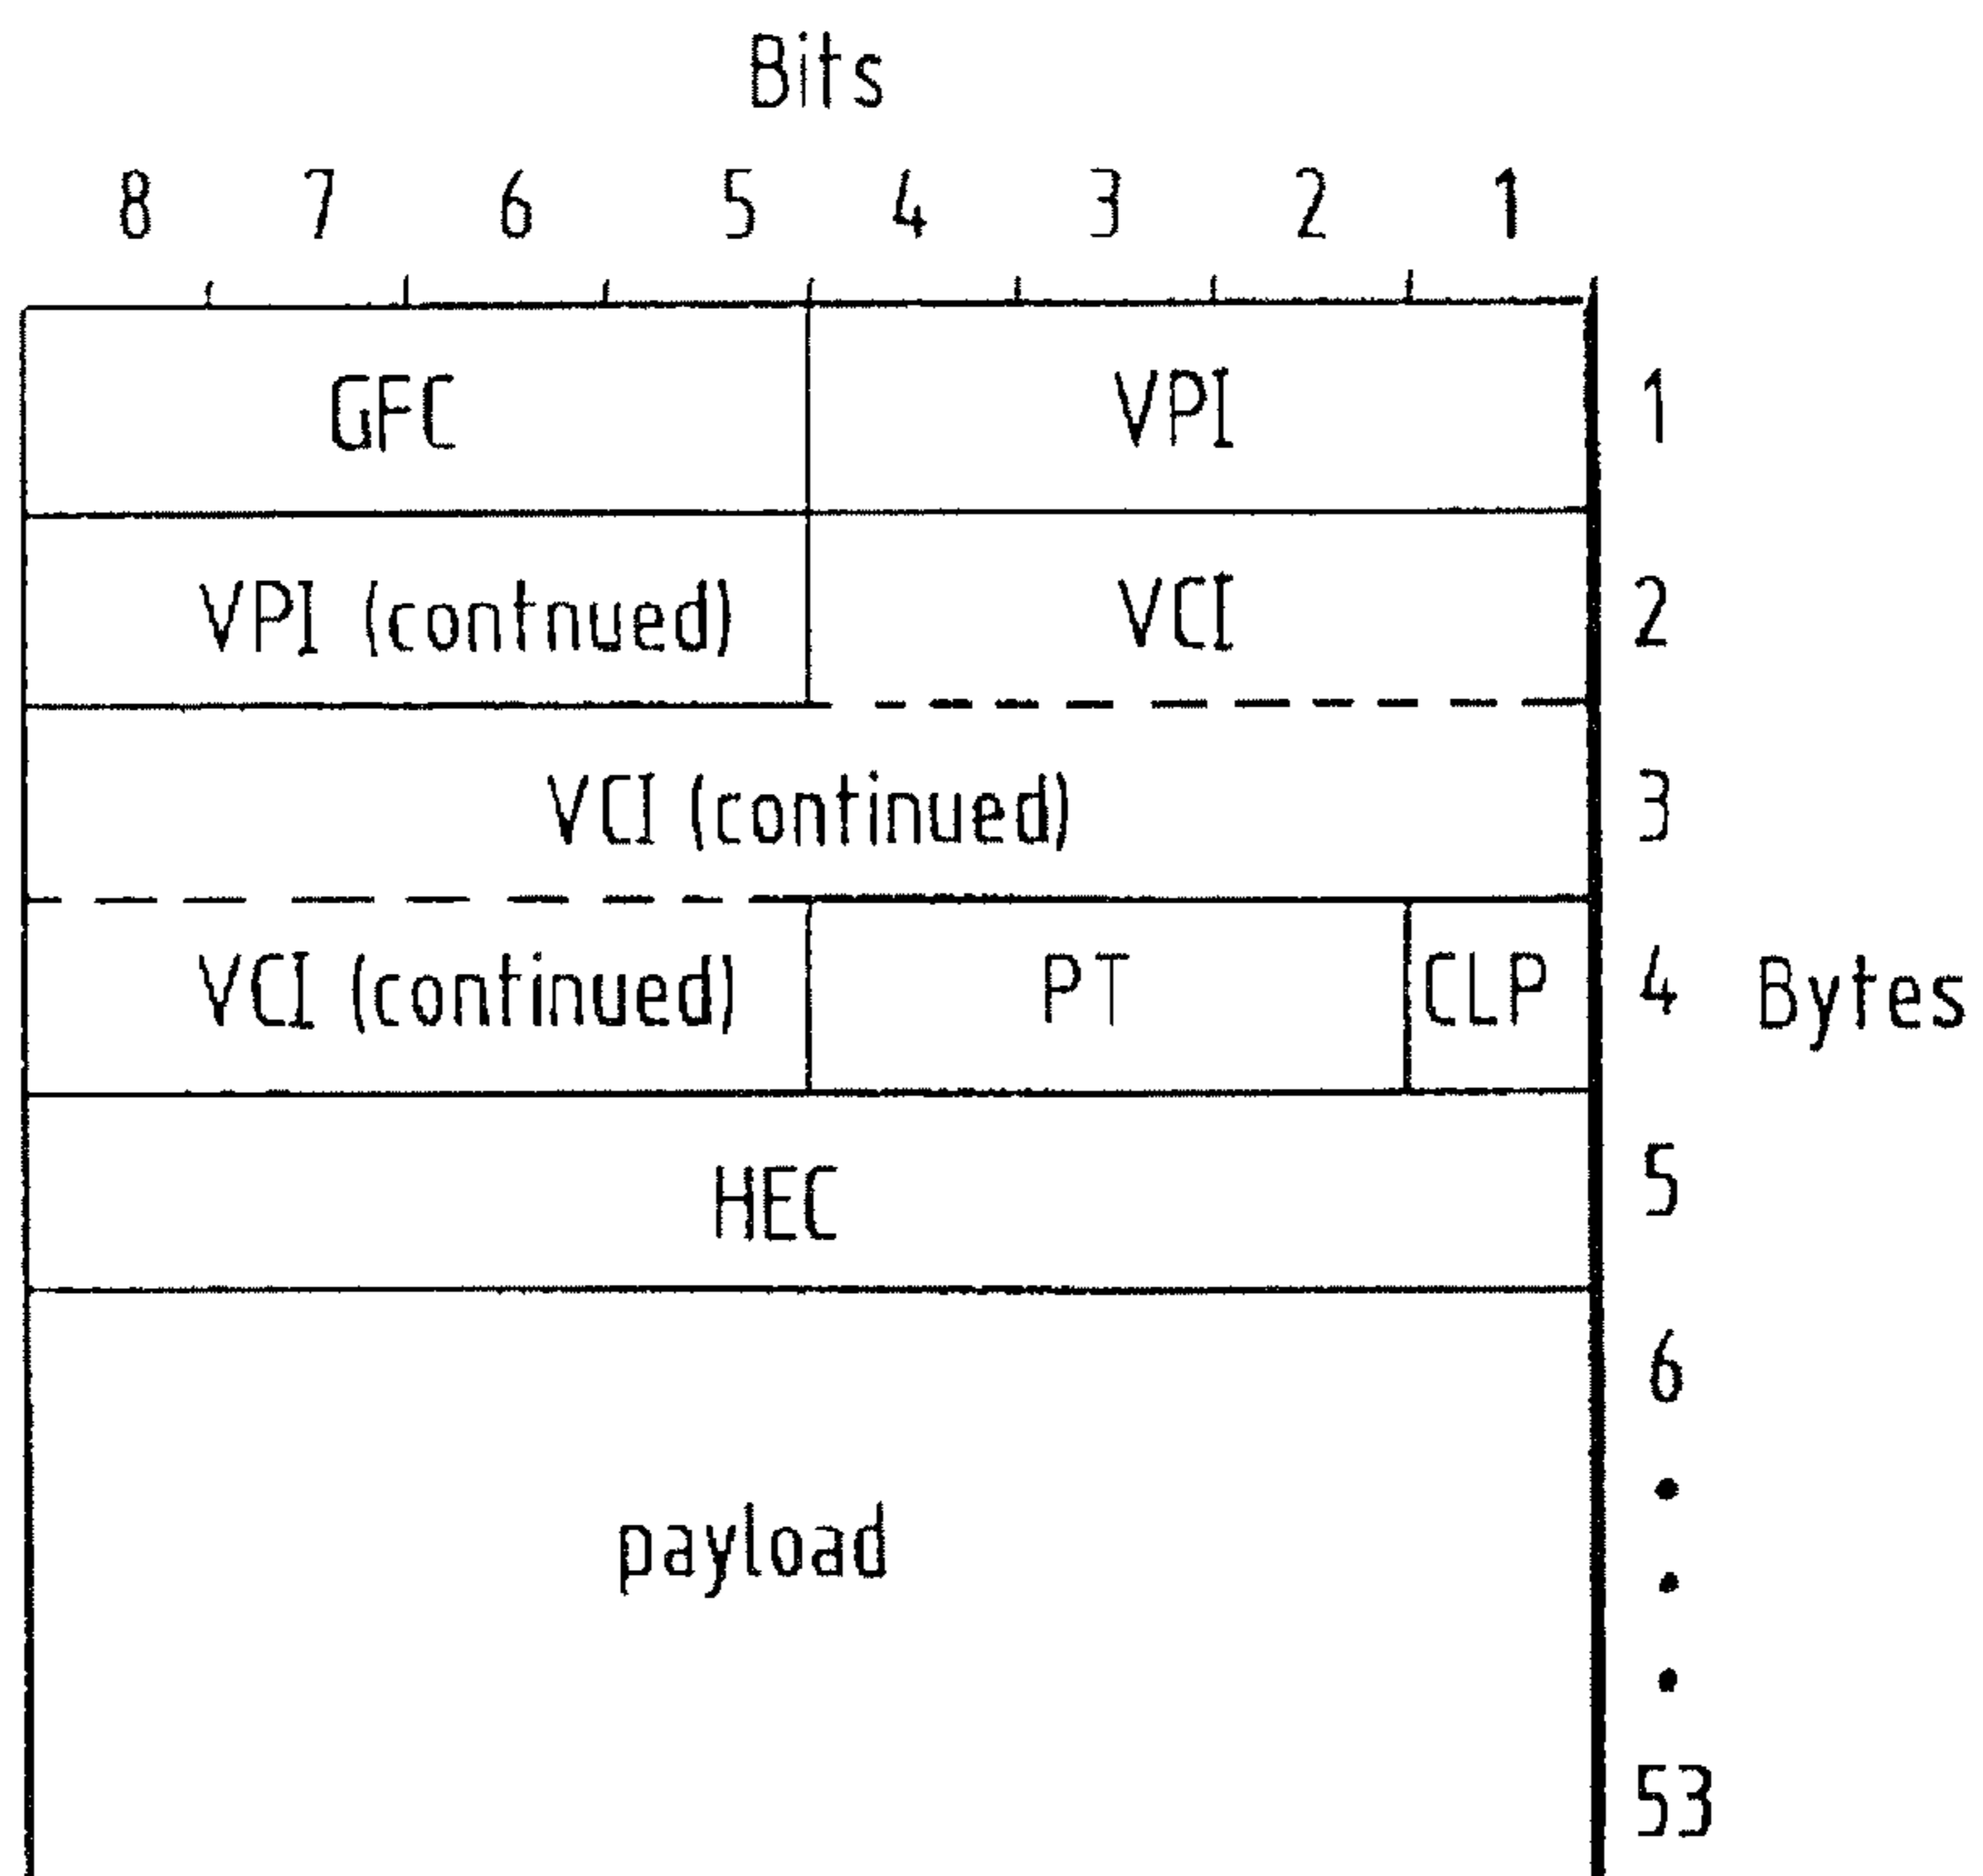 Bits
8 7 6 5 4 3 2 1
GFC VPI 1
VPI (contnued) VCI 2
VCI (continued) 3
VCI (continued) PT CLP 4 Bytes
HEC 5
6
payload
53